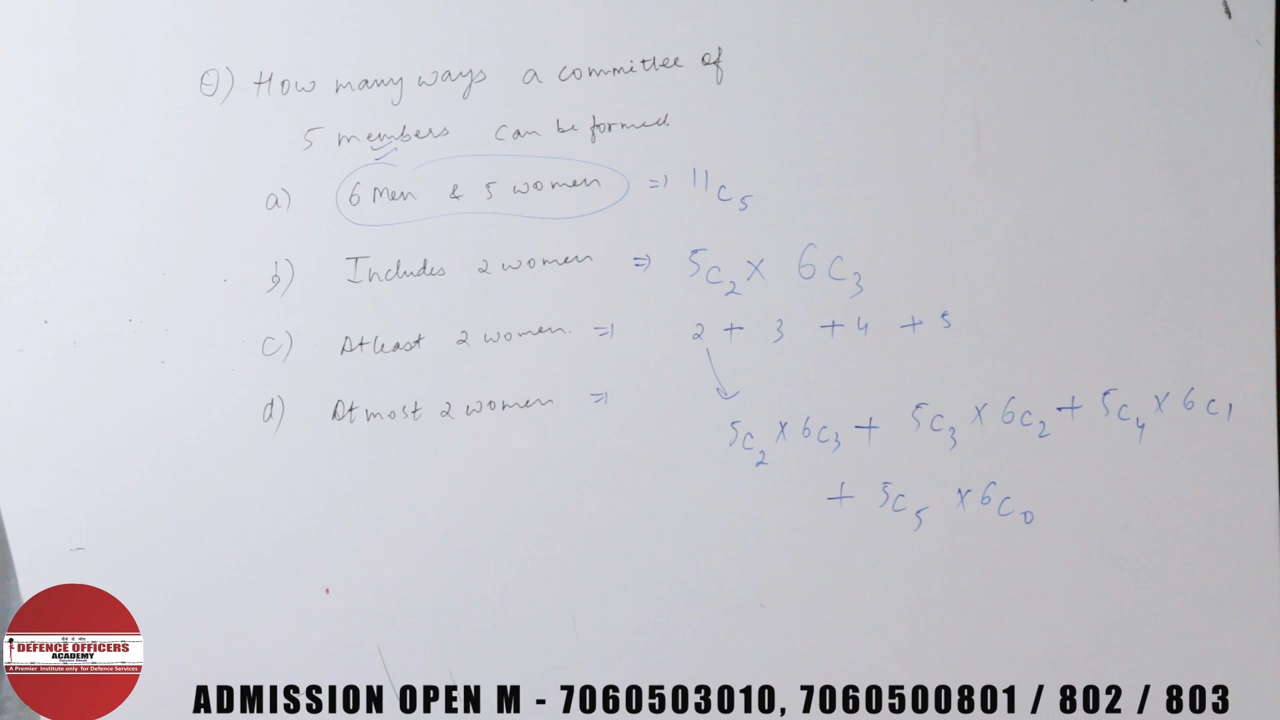 Q) How many ways a committee of
5 members can be formed
a) 6 Men & 5 women => 11C5
b) Includes 2 women => 5C2 X 6C3
c) Atleast 2 women => 2 + 3 + 4 + 5
d) Atmost 2 women =>
5C2 X 6C3 + 5C3 X 6C2 + 5C4 X 6C1
+ 5C5 X 6C0
DEFENCE OFFICERS
ACADEMY
A Premier Institute only for Defence Services
ADMISSION OPEN M - 7060503010, 7060500801 / 802 / 803